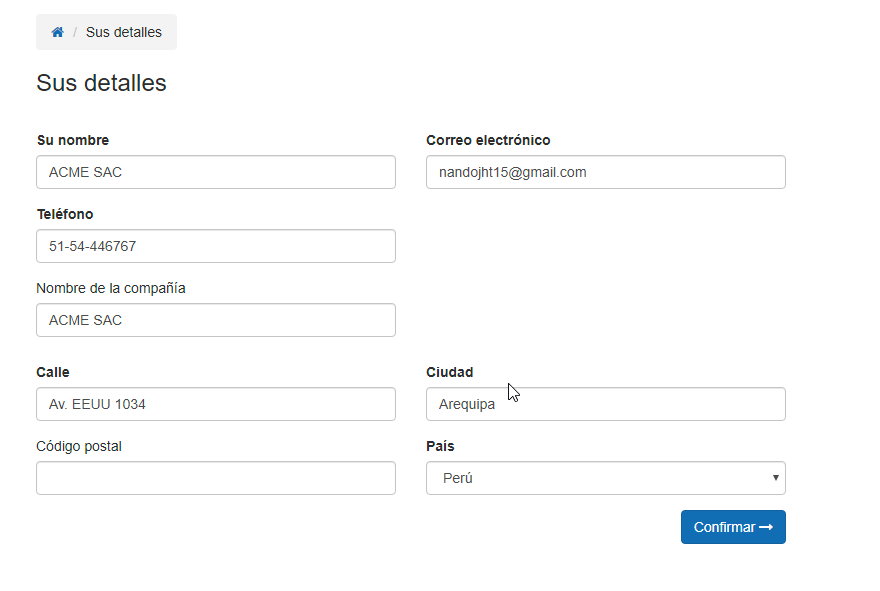 / Sus detalles
Sus detalles
Su nombre
Correo electrónico
ACME SAC
nandojht15@gmail.com
Teléfono
51-54-446767
Nombre de la compañía
ACME SAC
Calle
Ciudad
Av. EEUU 1034
Arequipa
Código postal
País
Perú
Confirmar